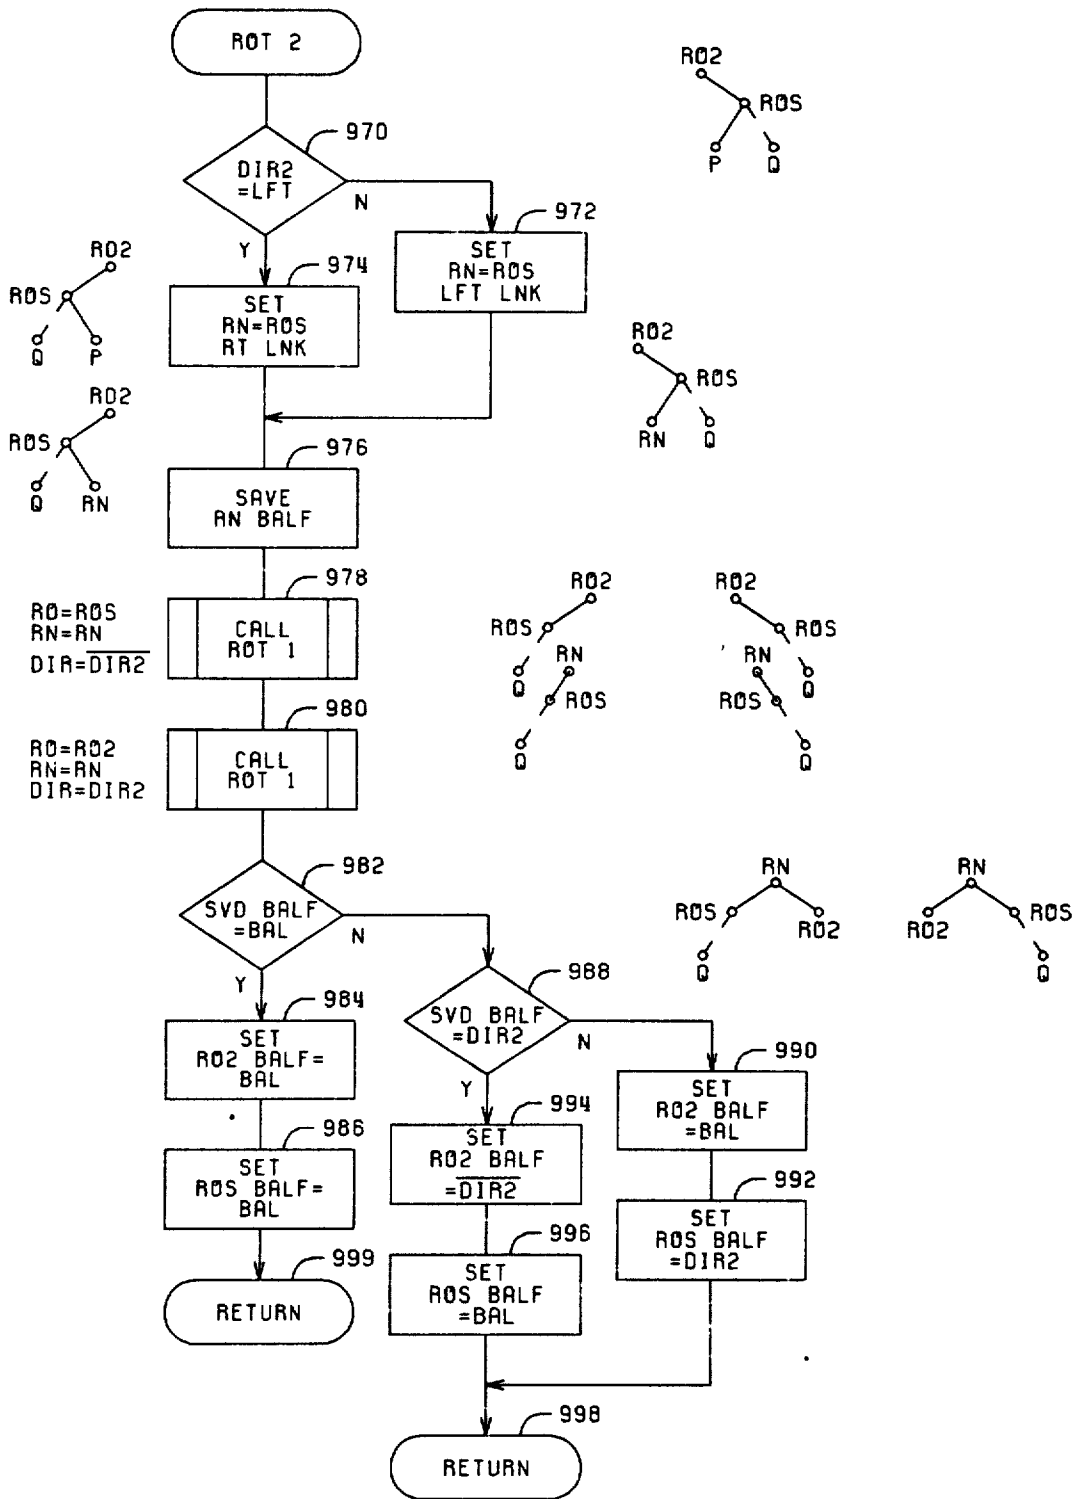 ROT 2
970
DIR2
=LFT
N
Y
972
SET
RN=ROS
LFT LNK
974
SET
RN=ROS
RT LNK
RO2
ROS
P
Q
RO2
ROS
Q
P
RO2
ROS
RN
Q
RO2
ROS
Q
RN
976
SAVE
RN BALF
978
RO=ROS
RN=RN
DIR=DIR2
CALL
ROT 1
RO2
ROS
RN
Q
ROS
Q
RO2
ROS
RN
Q
ROS
Q
980
RO=RO2
RN=RN
DIR=DIR2
CALL
ROT 1
982
SVD BALF
=BAL
N
Y
RN
ROS
RO2
Q
RN
RO2
ROS
Q
984
SET
RO2 BALF=
BAL
986
SET
ROS BALF=
BAL
999
RETURN
988
SVD BALF
=DIR2
N
Y
990
SET
RO2 BALF
=BAL
992
SET
ROS BALF
=DIR2
994
SET
RO2 BALF
=DIR2
996
SET
ROS BALF
=BAL
998
RETURN